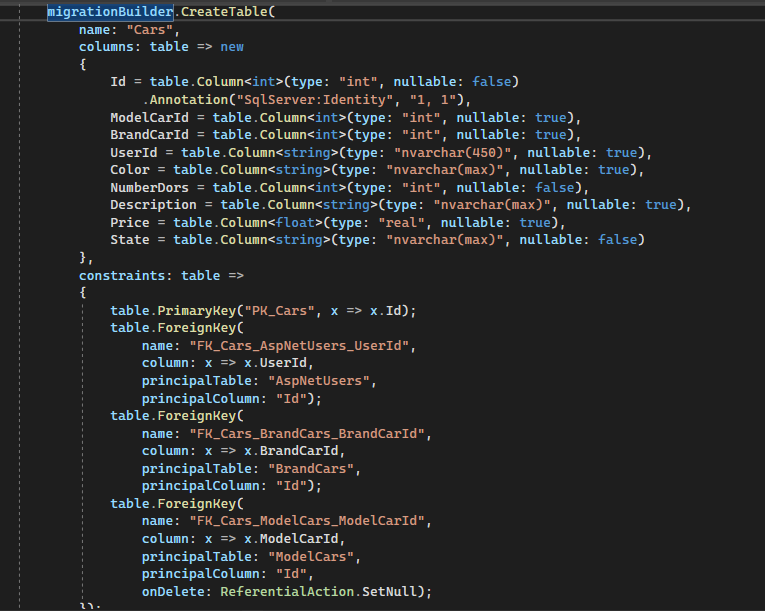 migrationBuilder.CreateTable(
name: "Cars",
columns: table => new
{
Id = table.Column<int>(type: "int", nullable: false)
.Annotation("SqlServer:Identity", "1, 1"),
ModelCarId = table.Column<int>(type: "int", nullable: true),
BrandCarId = table.Column<int>(type: "int", nullable: true),
UserId = table.Column<string>(type: "nvarchar(450)", nullable: true),
Color = table.Column<string>(type: "nvarchar(max)", nullable: true),
NumberDors = table.Column<int>(type: "int", nullable: false),
Description = table.Column<string>(type: "nvarchar(max)", nullable: true),
Price = table.Column<float>(type: "real", nullable: true),
State = table.Column<string>(type: "nvarchar(max)", nullable: false)
},
constraints: table =>
{
table.PrimaryKey("PK_Cars", x => x.Id);
table.ForeignKey(
name: "FK_Cars_AspNetUsers_UserId",
column: x => x.UserId,
principalTable: "AspNetUsers",
principalColumn: "Id");
table.ForeignKey(
name: "FK_Cars_BrandCars_BrandCarId",
column: x => x.BrandCarId,
principalTable: "BrandCars",
principalColumn: "Id");
table.ForeignKey(
name: "FK_Cars_ModelCars_ModelCarId",
column: x => x.ModelCarId,
principalTable: "ModelCars",
principalColumn: "Id",
onDelete: ReferentialAction.SetNull);
});